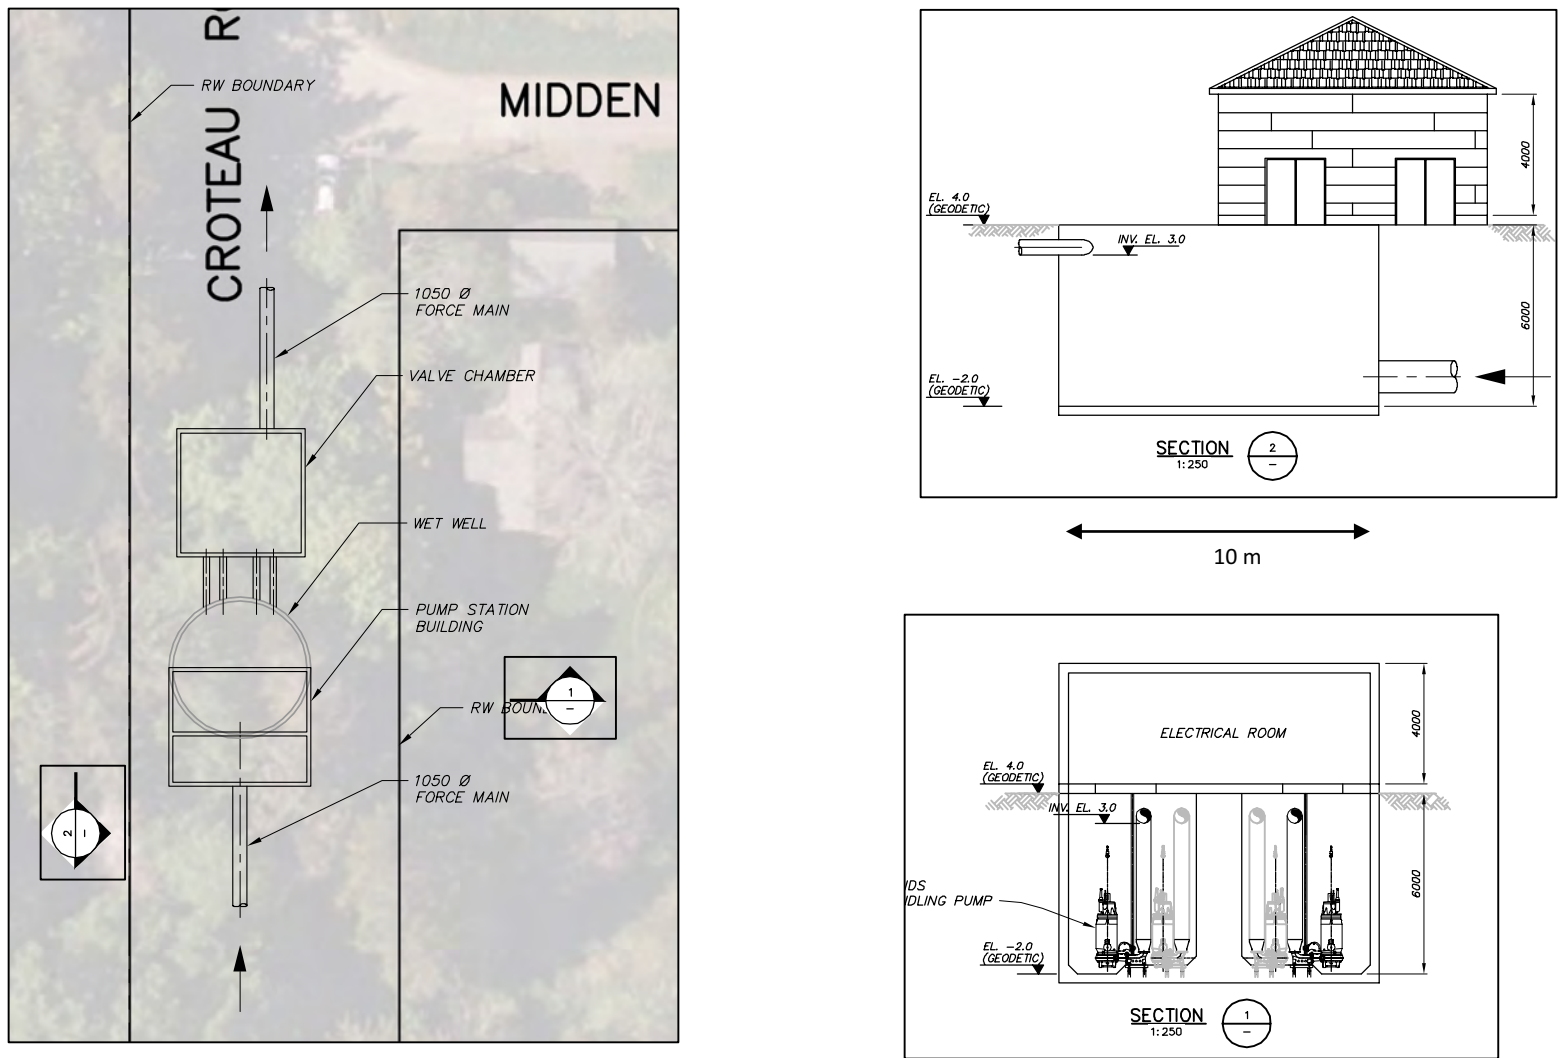 RW BOUNDARY
CROTEAU
MIDDEN
1050 Ø
FORCE MAIN
VALVE CHAMBER
WET WELL
PUMP STATION
BUILDING
1
–
RW BOUN
1050 Ø
FORCE MAIN
2
–
EL. 4.0
(GEODETIC)
INV. EL. 3.0
4000
6000
EL. -2.0
(GEODETIC)
SECTION
1:250
2
–
10 m
ELECTRICAL ROOM
4000
EL. 4.0
(GEODETIC)
INV. EL. 3.0
6000
IDS
IDLING PUMP
EL. -2.0
(GEODETIC)
SECTION
1:250
1
–